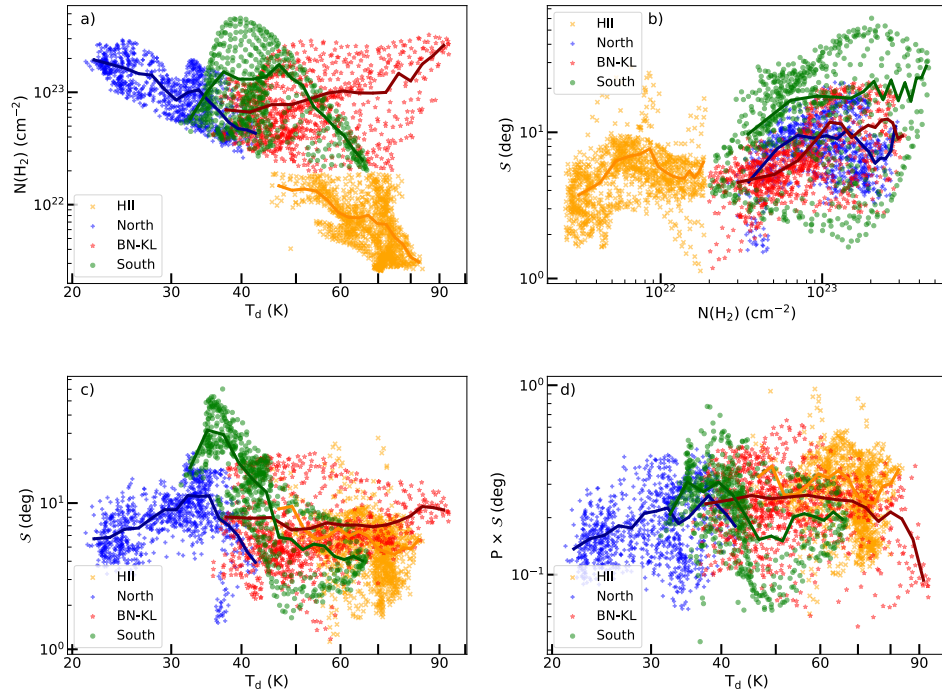 a)
N(H₂) (cm⁻²)
10²³
10²²
HII
North
BN-KL
South
20 30 40 60 90
T_d (K)
b)
𝒮 (deg)
10¹
10⁰
HII
North
BN-KL
South
10²² 10²³
N(H₂) (cm⁻²)
c)
𝒮 (deg)
10¹
10⁰
HII
North
BN-KL
South
20 30 40 60 90
T_d (K)
d)
P × 𝒮 (deg)
10⁰
10⁻¹
HII
North
BN-KL
South
20 30 40 60 90
T_d (K)